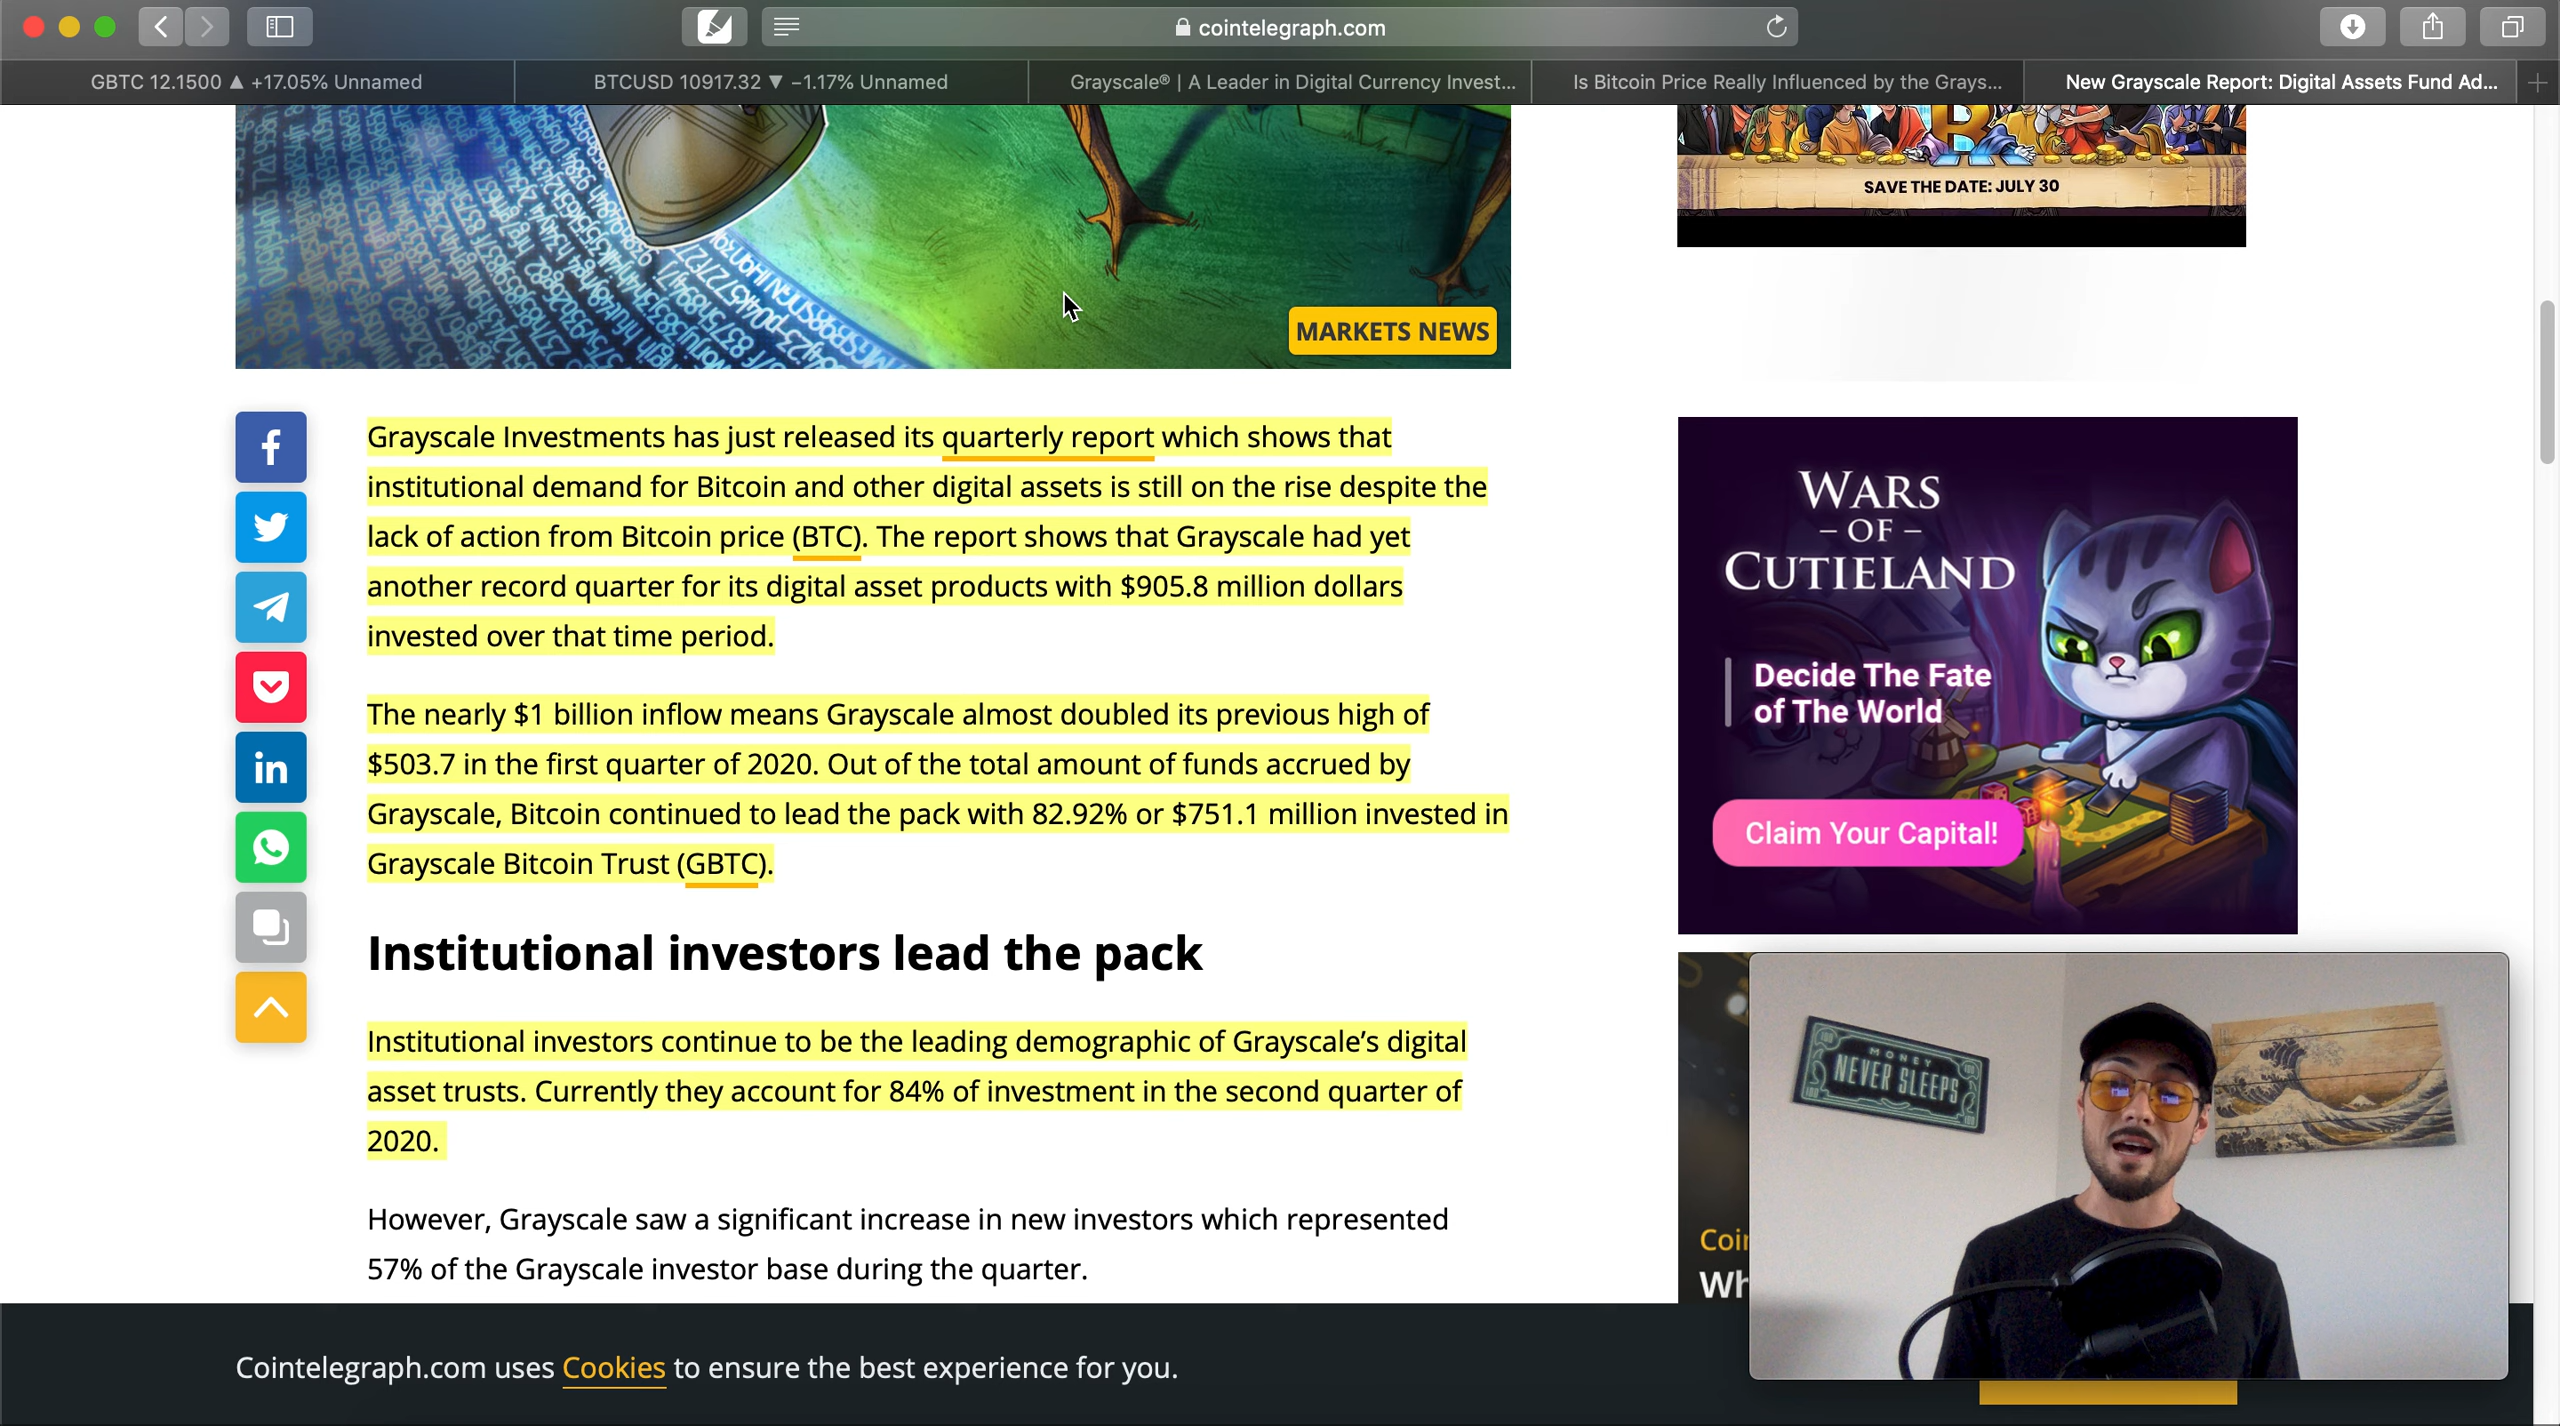 cointelegraph.com
GBTC 12.1500 ▲ +17.05% Unnamed
BTCUSD 10917.32 ▼ −1.17% Unnamed
Grayscale® | A Leader in Digital Currency Invest...
Is Bitcoin Price Really Influenced by the Grays...
New Grayscale Report: Digital Assets Fund Ad...
SAVE THE DATE: JULY 30
MARKETS NEWS
Grayscale Investments has just released its quarterly report which shows that
institutional demand for Bitcoin and other digital assets is still on the rise despite the
lack of action from Bitcoin price (BTC). The report shows that Grayscale had yet
another record quarter for its digital asset products with $905.8 million dollars
invested over that time period.
The nearly $1 billion inflow means Grayscale almost doubled its previous high of
$503.7 in the first quarter of 2020. Out of the total amount of funds accrued by
Grayscale, Bitcoin continued to lead the pack with 82.92% or $751.1 million invested in
Grayscale Bitcoin Trust (GBTC).
Institutional investors lead the pack
Institutional investors continue to be the leading demographic of Grayscale’s digital
asset trusts. Currently they account for 84% of investment in the second quarter of
2020.
However, Grayscale saw a significant increase in new investors which represented
57% of the Grayscale investor base during the quarter.
WARS
– OF –
CUTIELAND
Decide The Fate
of The World
Claim Your Capital!
MONEY
NEVER SLEEPS
Cointelegraph.com uses Cookies to ensure the best experience for you.